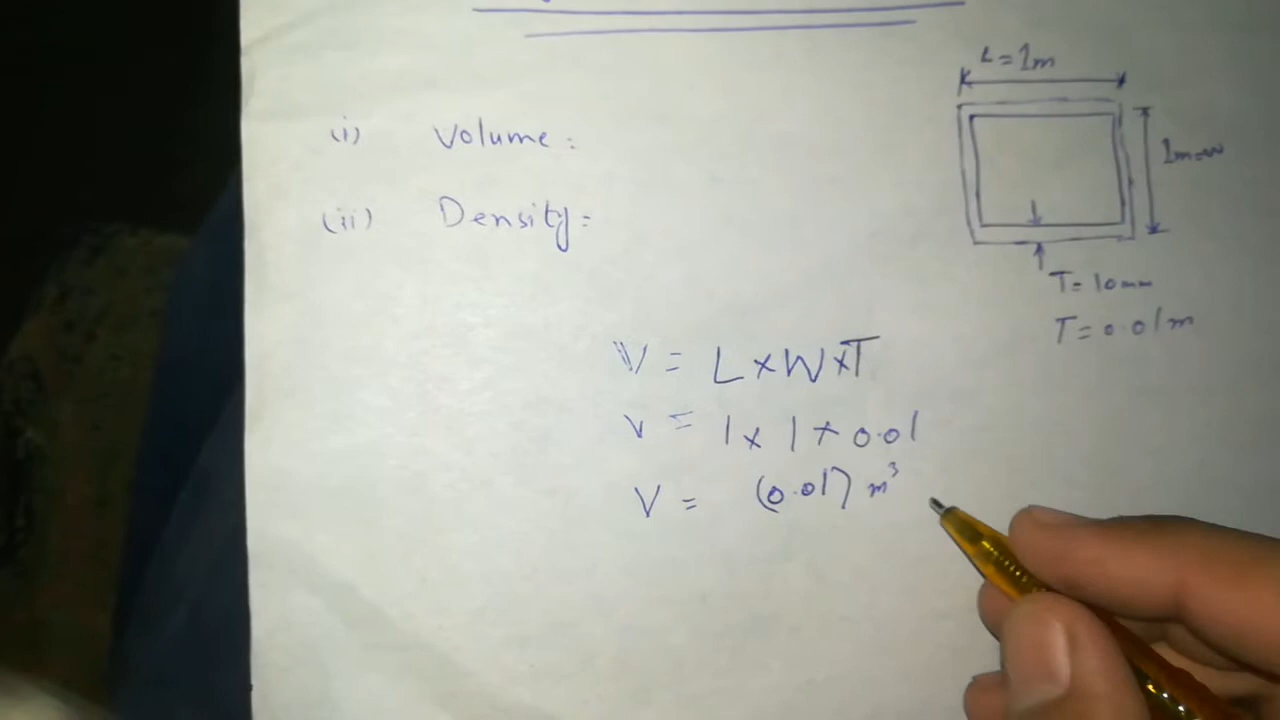 L = 1m
(i) Volume:
1m=w
(ii) Density=
T= 10mm
T= 0.01m
V = L×W×T
V = 1×1×0.01
V = (0.01) m³